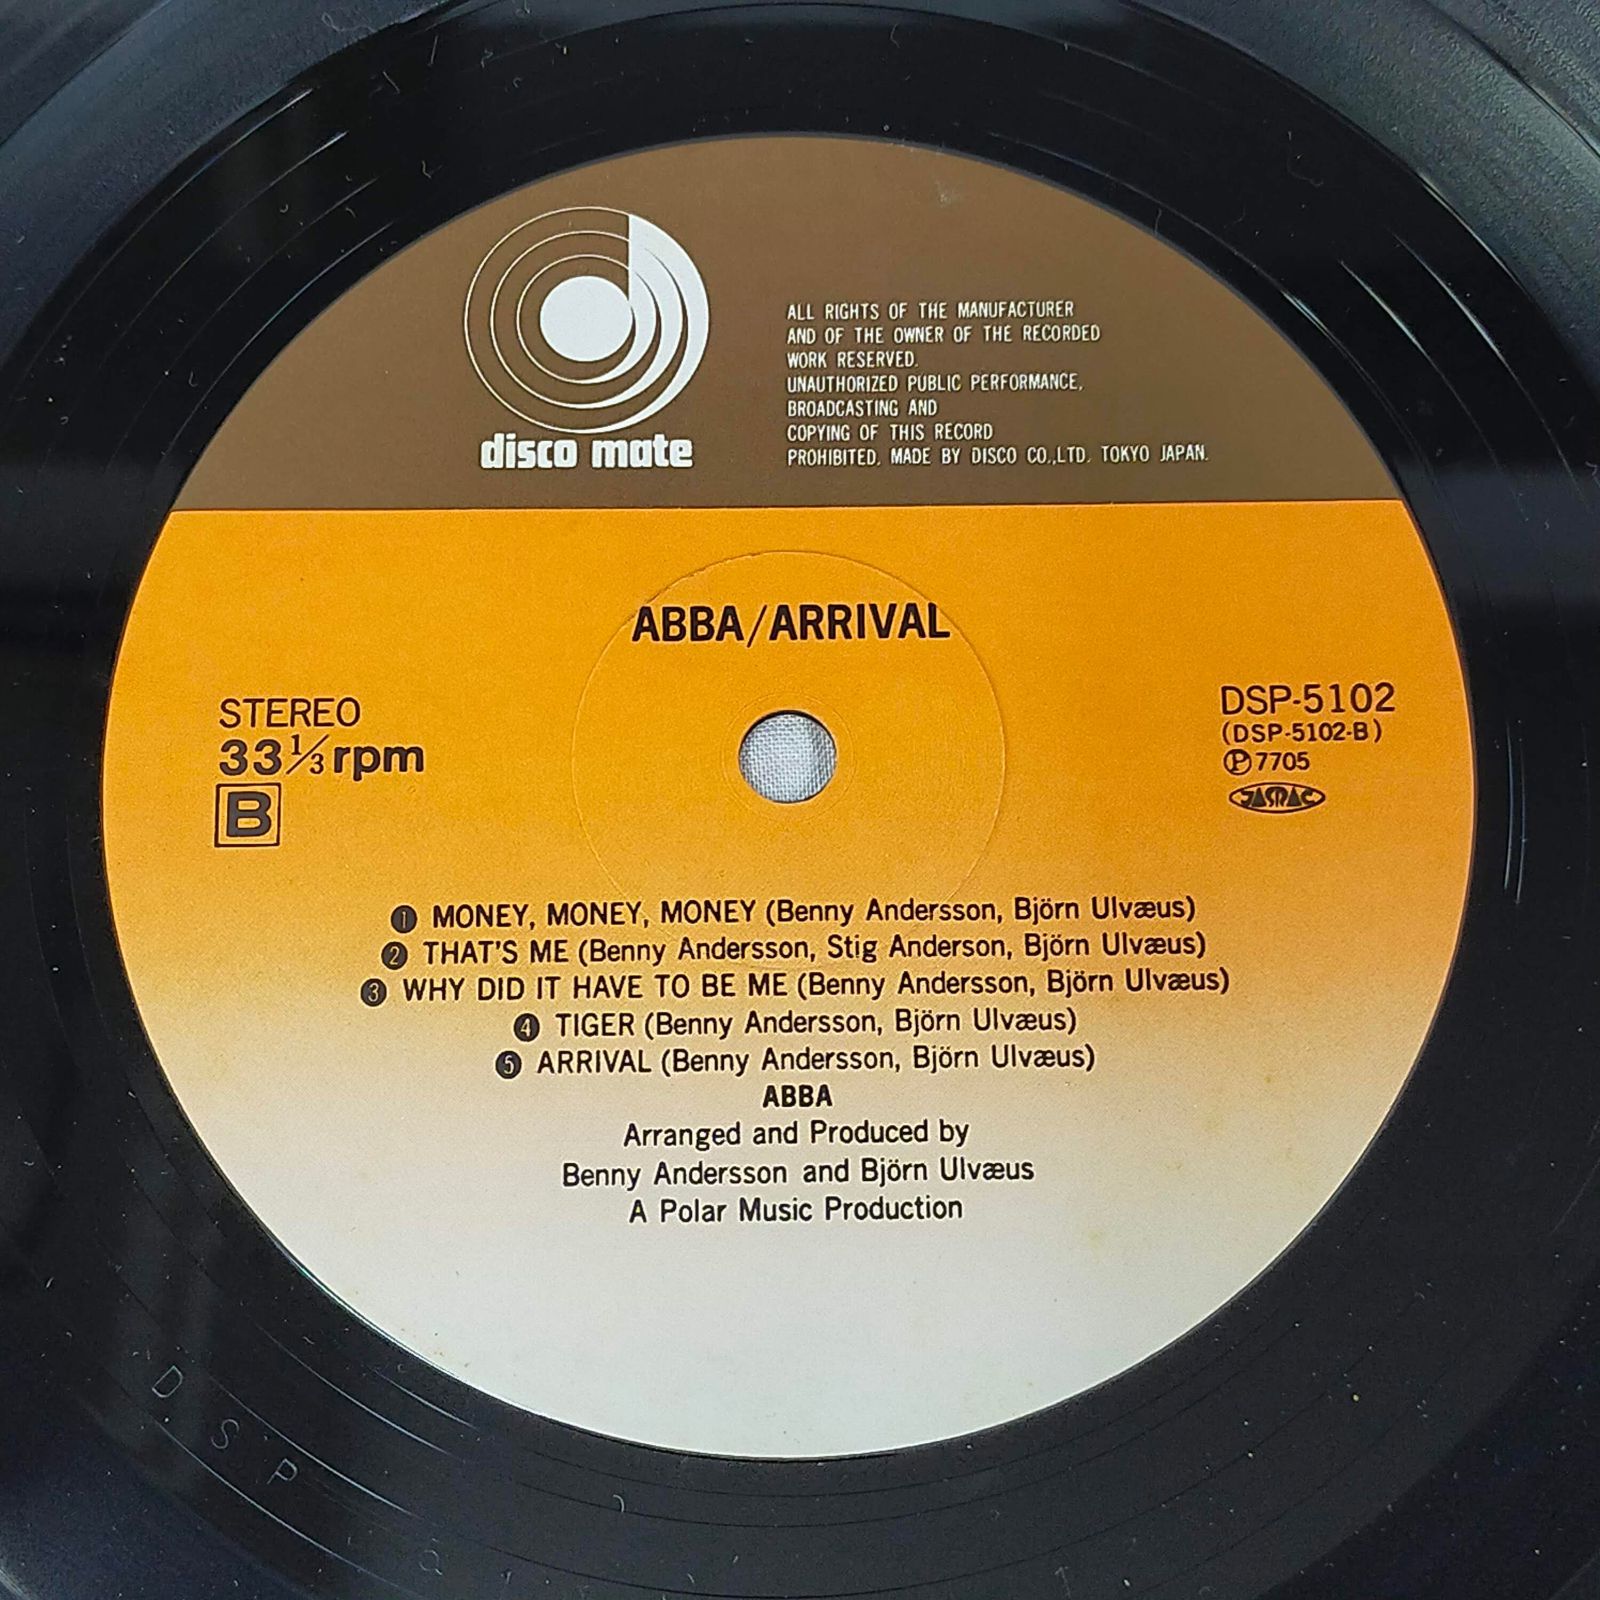 disco mate
ALL RIGHTS OF THE MANUFACTURER
AND OF THE OWNER OF THE RECORDED
WORK RESERVED.
UNAUTHORIZED PUBLIC PERFORMANCE,
BROADCASTING AND
COPYING OF THIS RECORD
PROHIBITED. MADE BY DISCO CO.,LTD. TOKYO JAPAN.
ABBA/ARRIVAL
STEREO
33 1/3 rpm
B
DSP-5102
(DSP-5102-B)
Ⓟ7705
JASRAC
❶ MONEY, MONEY, MONEY (Benny Andersson, Björn Ulvæus)
❷ THAT'S ME (Benny Andersson, Stig Anderson, Björn Ulvæus)
❸ WHY DID IT HAVE TO BE ME (Benny Andersson, Björn Ulvæus)
❹ TIGER (Benny Andersson, Björn Ulvæus)
❺ ARRIVAL (Benny Andersson, Björn Ulvæus)
ABBA
Arranged and Produced by
Benny Andersson and Björn Ulvæus
A Polar Music Production
D. S P